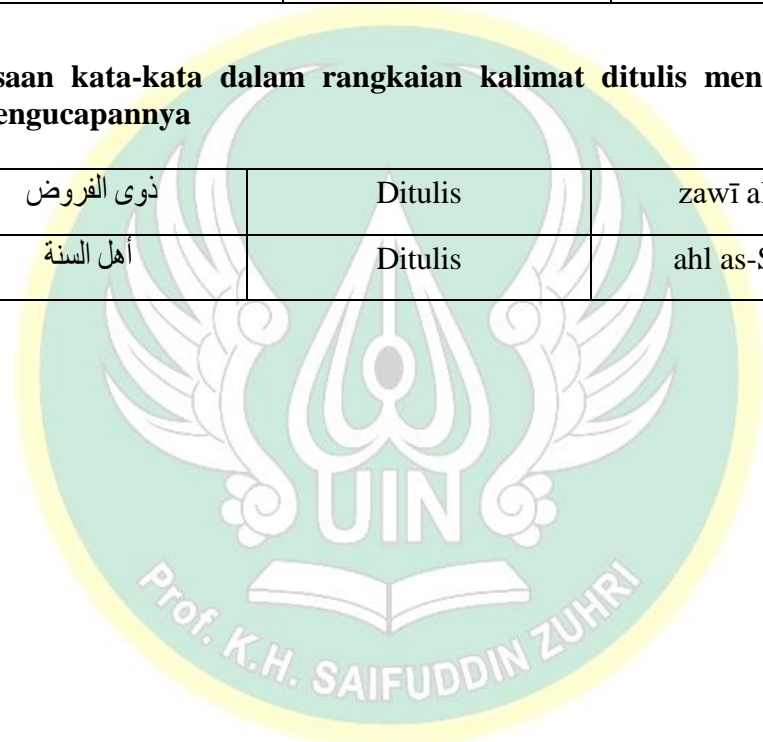 saan kata-kata dalam rangkaian kalimat ditulis men
engucapannya
ذوى الفروض Ditulis zawī al
أهل السنة Ditulis ahl as-S
UIN
Prof. K.H. SAIFUDDIN ZUHRI